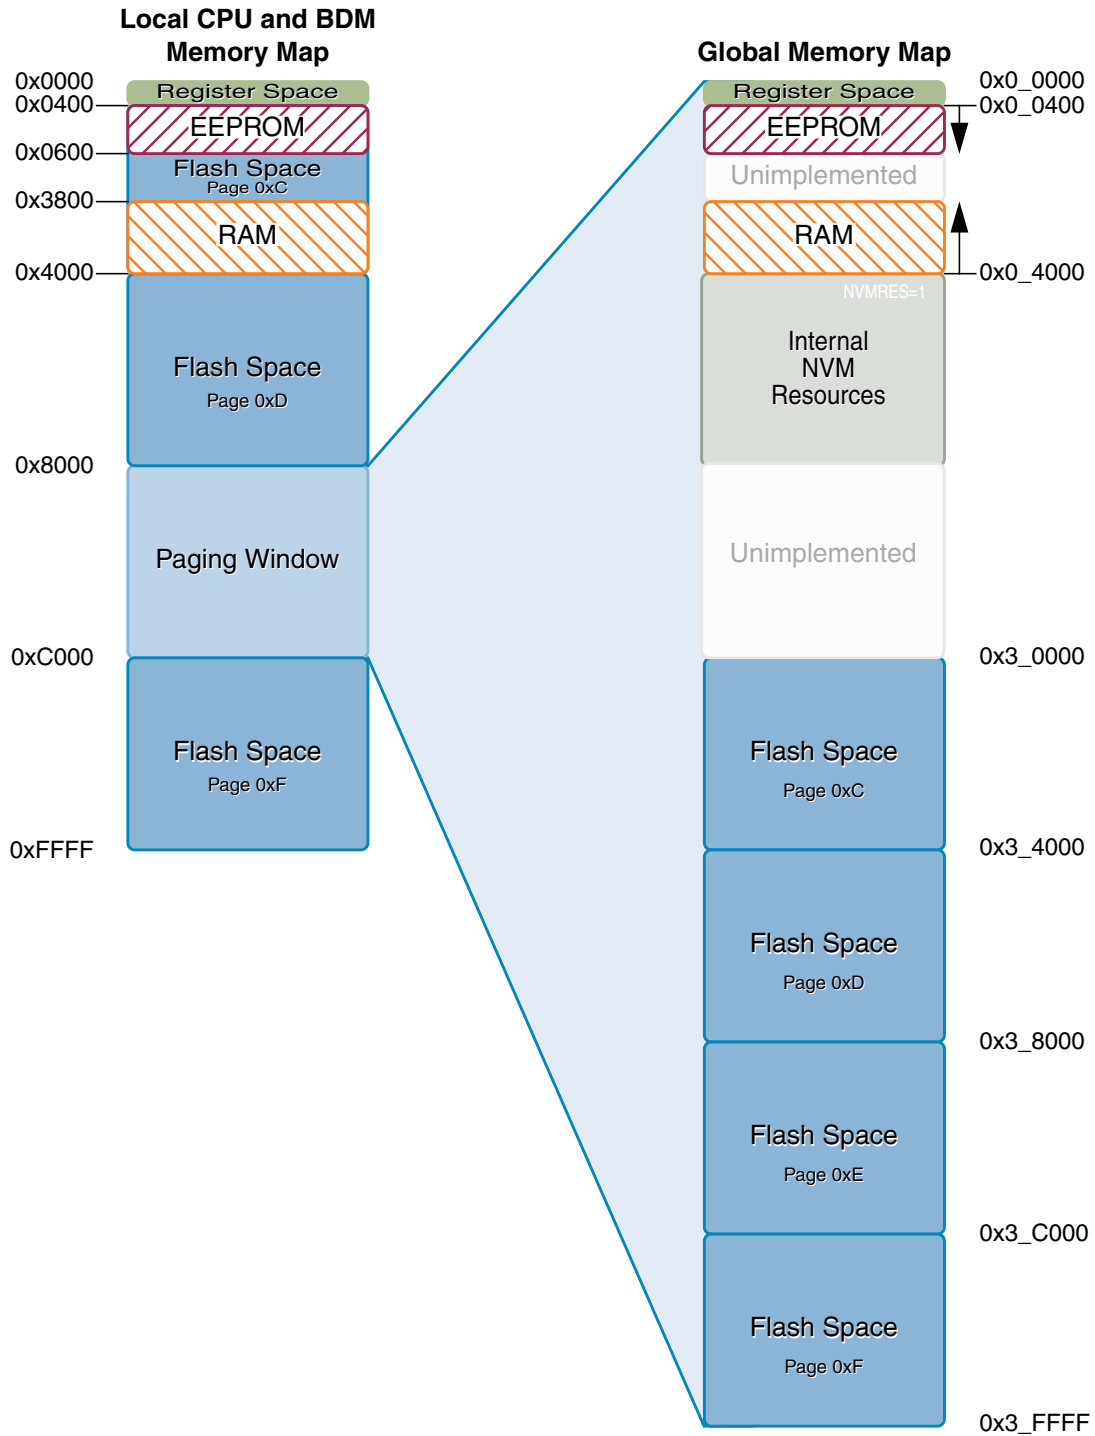 Local CPU and BDM
Memory Map
0x0000
0x0400
0x0600
0x3800
0x4000
0x8000
0xC000
0xFFFF
Register Space
EEPROM
Flash Space
Page 0xC
RAM
Flash Space
Page 0xD
Paging Window
Flash Space
Page 0xF
Global Memory Map
Register Space
EEPROM
Unimplemented
RAM
NVMRES=1
Internal
NVM
Resources
Unimplemented
Flash Space
Page 0xC
Flash Space
Page 0xD
Flash Space
Page 0xE
Flash Space
Page 0xF
0x0_0000
0x0_0400
0x0_4000
0x3_0000
0x3_4000
0x3_8000
0x3_C000
0x3_FFFF